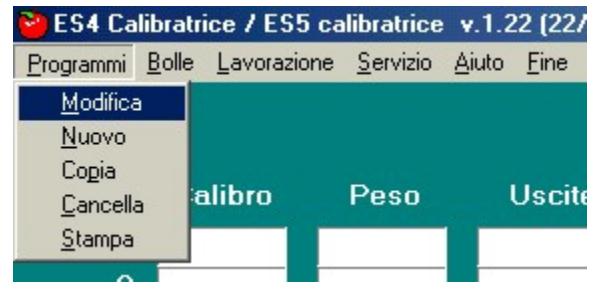 ES4 Calibratrice / ES5 calibratrice v.1.22 (22/
Programmi Bolle Lavorazione Servizio Aiuto Fine
Modifica
Nuovo
Copia
Cancella
Stampa
alibro Peso Uscite